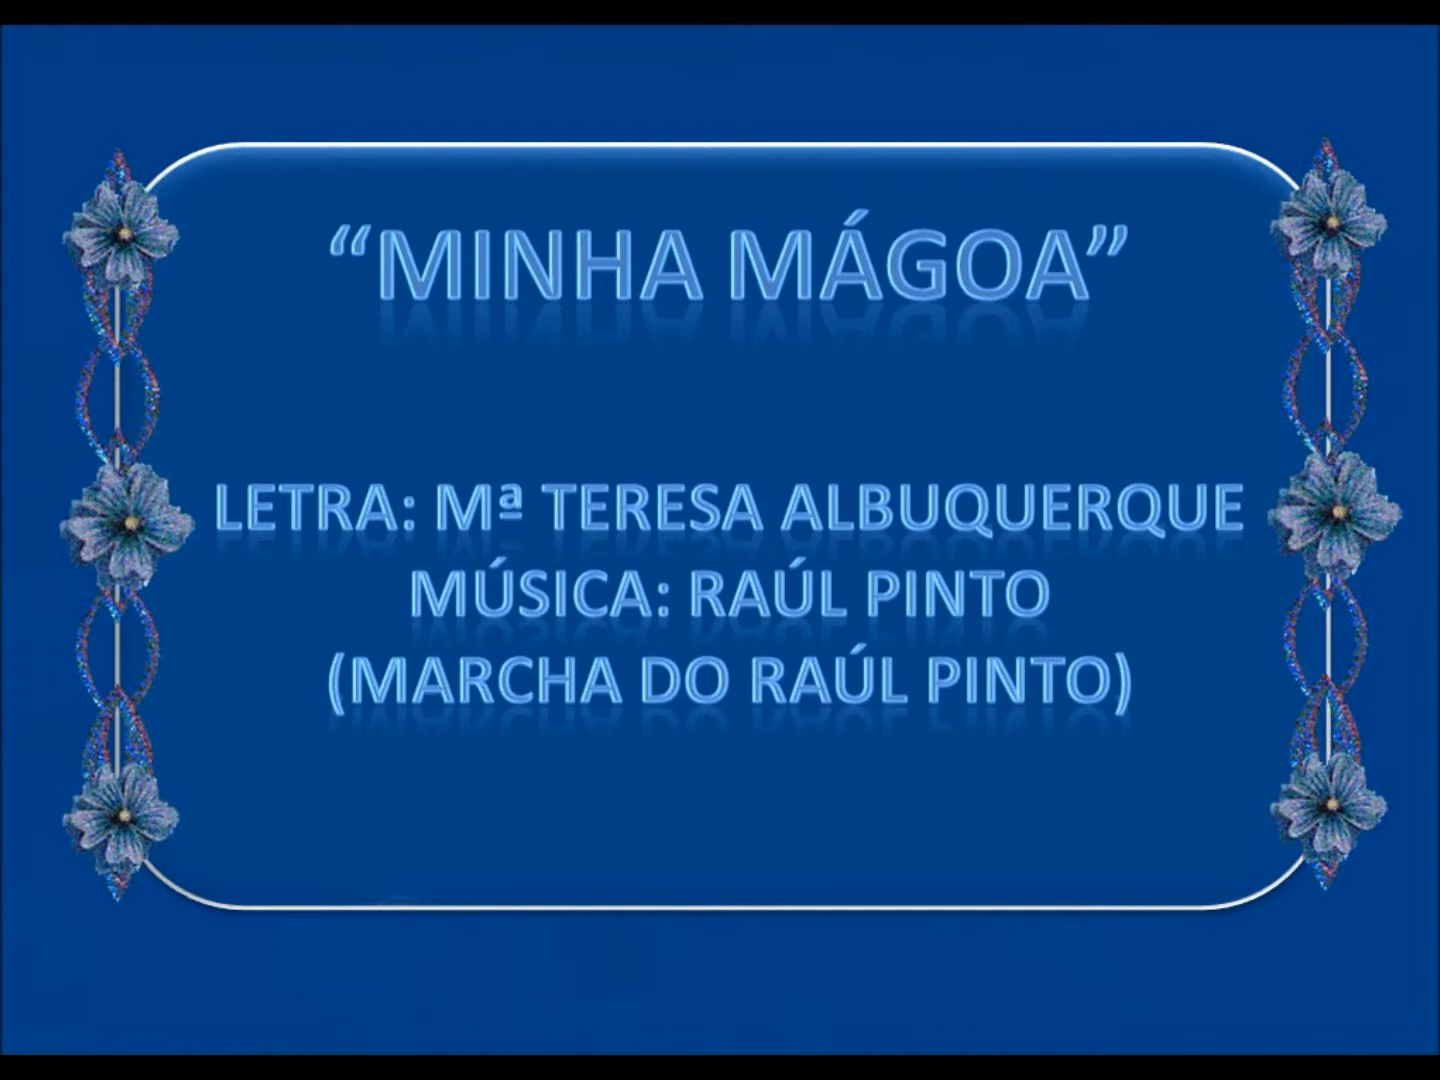 “MINHA MÁGOA”
LETRA: Mª TERESA ALBUQUERQUE
MÚSICA: RAÚL PINTO
(MARCHA DO RAÚL PINTO)